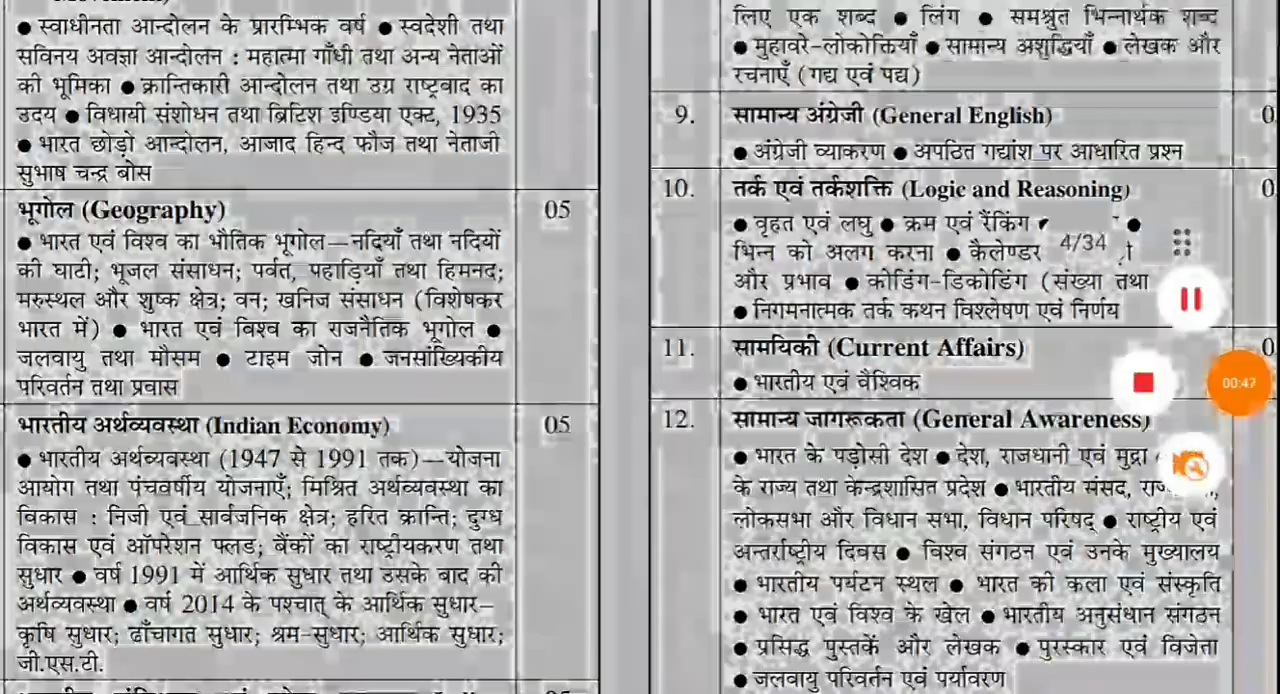 ● स्वाधीनता आन्दोलन के प्रारम्भिक वर्ष ● स्वदेशी तथा
सविनय अवज्ञा आन्दोलन : महात्मा गाँधी तथा अन्य नेताओं
की भूमिका ● क्रान्तिकारी आन्दोलन तथा उग्र राष्ट्रवाद का
उदय ● विधायी संशोधन तथा ब्रिटिश इण्डिया एक्ट, 1935
● भारत छोड़ो आन्दोलन, आजाद हिन्द फौज तथा नेताजी
सुभाष चन्द्र बोस
भूगोल (Geography) 05
● भारत एवं विश्व का भौतिक भूगोल—नदियाँ तथा नदियों
की घाटी; भूजल संसाधन; पर्वत, पहाड़ियाँ तथा हिमनद;
मरुस्थल और शुष्क क्षेत्र; वन; खनिज संसाधन (विशेषकर
भारत में) ● भारत एवं विश्व का राजनैतिक भूगोल ●
जलवायु तथा मौसम ● टाइम जोन ● जनसांख्यिकीय
परिवर्तन तथा प्रवास
भारतीय अर्थव्यवस्था (Indian Economy) 05
● भारतीय अर्थव्यवस्था (1947 से 1991 तक)—योजना
आयोग तथा पंचवर्षीय योजनाएँ; मिश्रित अर्थव्यवस्था का
विकास : निजी एवं सार्वजनिक क्षेत्र; हरित क्रान्ति; दुग्ध
विकास एवं ऑपरेशन फ्लड; बैंकों का राष्ट्रीयकरण तथा
सुधार ● वर्ष 1991 में आर्थिक सुधार तथा उसके बाद की
अर्थव्यवस्था ● वर्ष 2014 के पश्चात् के आर्थिक सुधार–
कृषि सुधार; ढाँचागत सुधार; श्रम-सुधार; आर्थिक सुधार;
जी.एस.टी.
लिए एक शब्द ● लिंग ● समश्रुत भिन्नार्थक शब्द
● मुहावरे-लोकोक्तियाँ ● सामान्य अशुद्धियाँ ● लेखक और
रचनाएँ (गद्य एवं पद्य)
9. सामान्य अंग्रेजी (General English) 0
● अंग्रेजी व्याकरण ● अपठित गद्यांश पर आधारित प्रश्न
10. तर्क एवं तर्कशक्ति (Logic and Reasoning) 0
● वृहत एवं लघु ● क्रम एवं रैंकिंग ●
भिन्न को अलग करना ● कैलेण्डर 4/34
और प्रभाव ● कोडिंग-डिकोडिंग (संख्या तथा
● निगमनात्मक तर्क कथन विश्लेषण एवं निर्णय
11. सामयिकी (Current Affairs) 0
● भारतीय एवं वैश्विक
00:47
12. सामान्य जागरूकता (General Awareness)
● भारत के पड़ोसी देश ● देश, राजधानी एवं मुद्रा
के राज्य तथा केन्द्रशासित प्रदेश ● भारतीय संसद,
लोकसभा और विधान सभा, विधान परिषद् ● राष्ट्रीय एवं
अन्तर्राष्ट्रीय दिवस ● विश्व संगठन एवं उनके मुख्यालय
● भारतीय पर्यटन स्थल ● भारत की कला एवं संस्कृति
● भारत एवं विश्व के खेल ● भारतीय अनुसंधान संगठन
● प्रसिद्ध पुस्तकें और लेखक ● पुरस्कार एवं विजेता
● जलवायु परिवर्तन एवं पर्यावरण